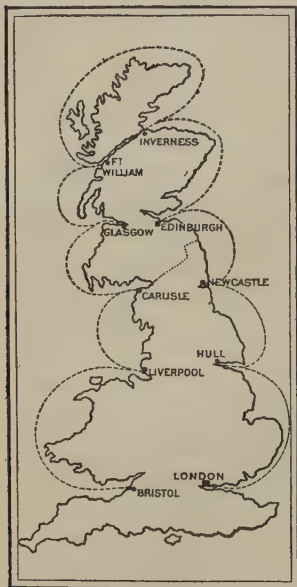 INVERNESS
FT
WILLIAM
GLASGOW
EDINBURGH
CARLISLE
NEWCASTLE
HULL
LIVERPOOL
LONDON
BRISTOL